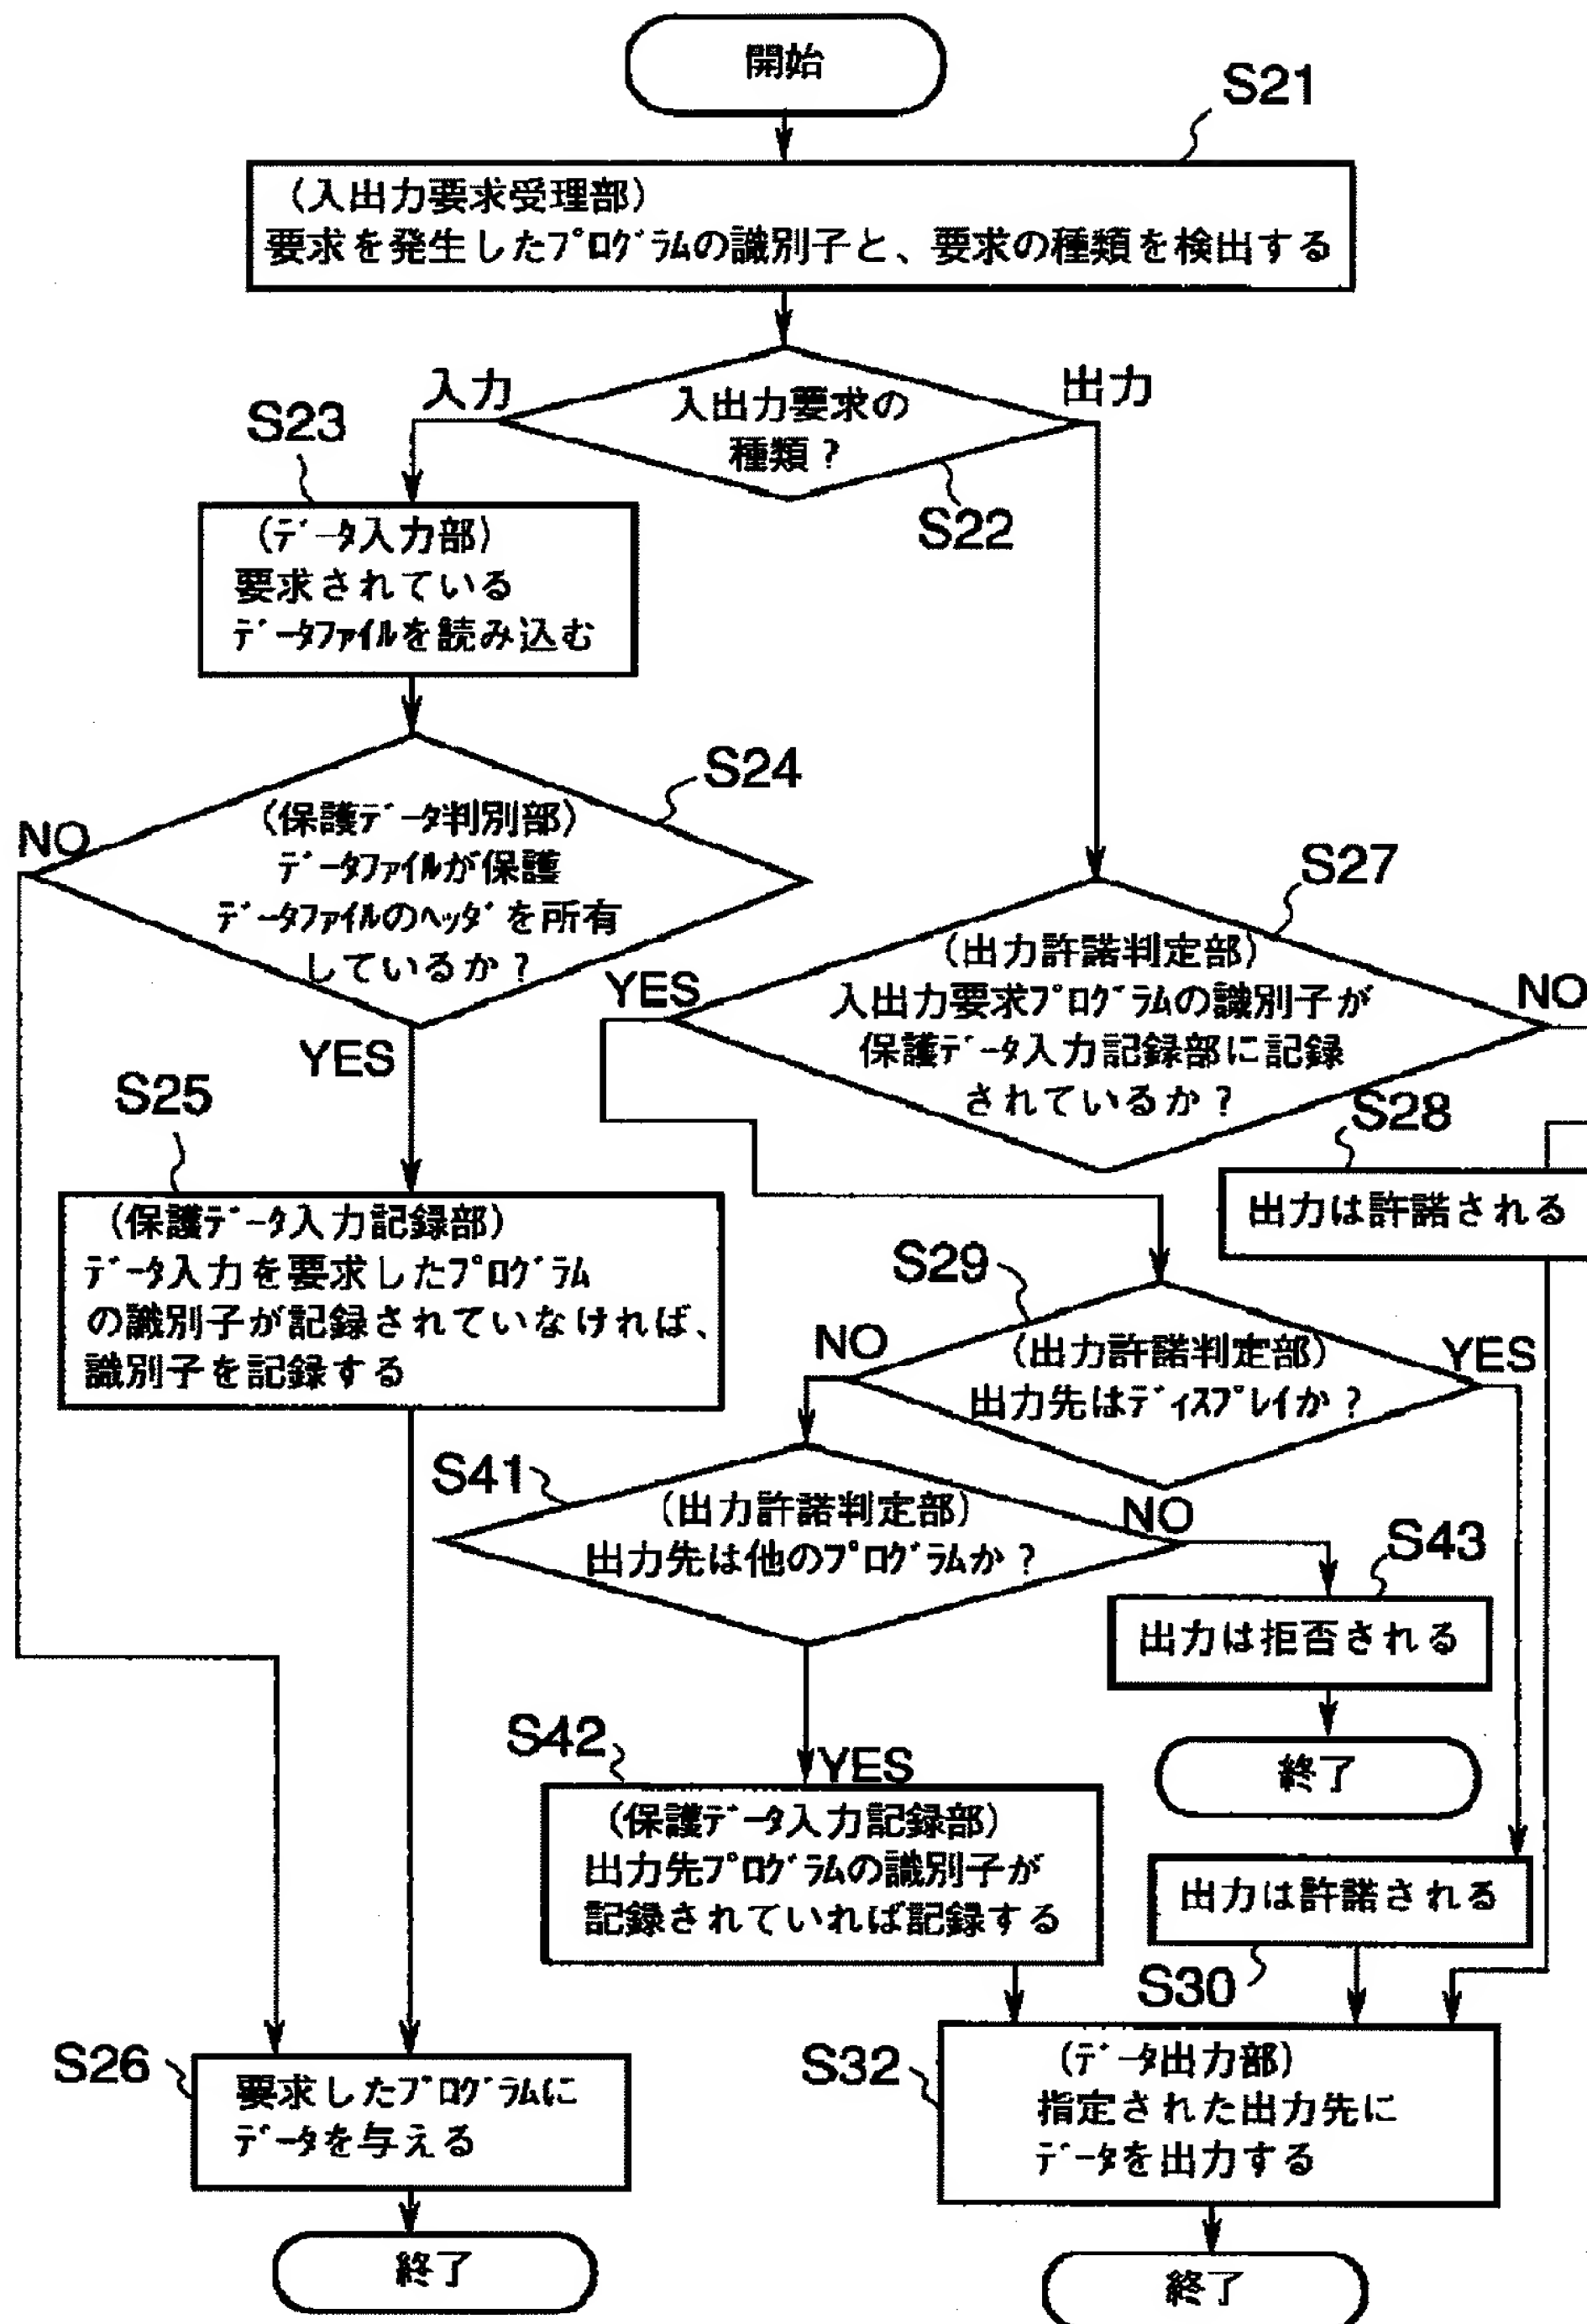 開始
S21
(入出力要求受理部)
要求を発生したプログラムの識別子と、要求の種類を検出する
入力
出力
入出力要求の
種類?
S22
S23
(データ入力部)
要求されている
データファイルを読み込む
S24
NO
(保護データ判別部)
データファイルが保護
データファイルのヘッダを所有
しているか?
YES
S27
YES
(出力許諾判定部)
入出力要求プログラムの識別子が
保護データ入力記録部に記録
されているか?
NO
S25
(保護データ入力記録部)
データ入力を要求したプログラム
の識別子が記録されていなければ、
識別子を記録する
S28
出力は許諾される
S29
NO
(出力許諾判定部)
出力先はディスプレイか?
YES
S41
(出力許諾判定部)
出力先は他のプログラムか?
NO
S43
出力は拒否される
終了
S42
YES
(保護データ入力記録部)
出力先プログラムの識別子が
記録されていれば記録する
出力は許諾される
S30
S26
要求したプログラムに
データを与える
終了
S32
(データ出力部)
指定された出力先に
データを出力する
終了